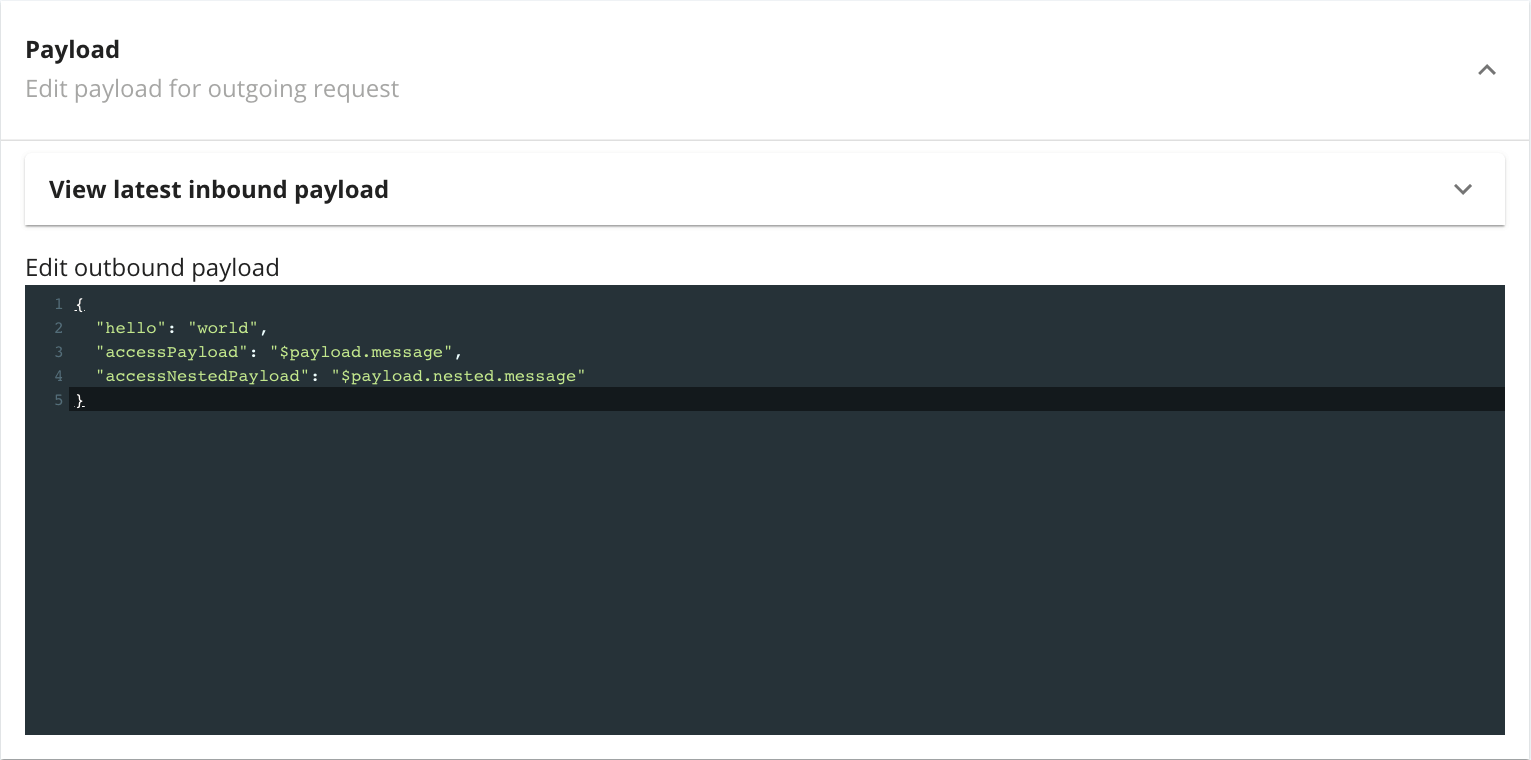 Payload
Edit payload for outgoing request
View latest inbound payload
Edit outbound payload
1 {
2   "hello": "world",
3   "accessPayload": "$payload.message",
4   "accessNestedPayload": "$payload.nested.message"
5 }